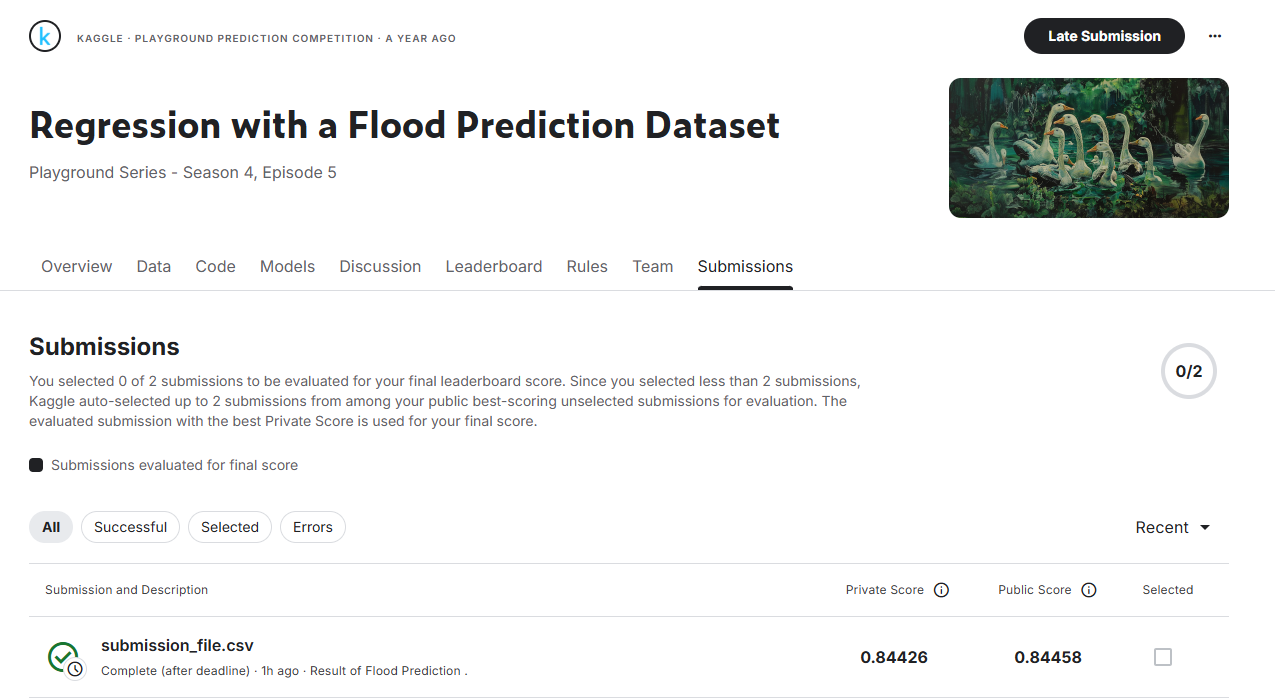 k
KAGGLE · PLAYGROUND PREDICTION COMPETITION · A YEAR AGO
Late Submission
...
Regression with a Flood Prediction Dataset
Playground Series - Season 4, Episode 5
Overview Data Code Models Discussion Leaderboard Rules Team Submissions
Submissions
You selected 0 of 2 submissions to be evaluated for your final leaderboard score. Since you selected less than 2 submissions,
Kaggle auto-selected up to 2 submissions from among your public best-scoring unselected submissions for evaluation. The
evaluated submission with the best Private Score is used for your final score.
0/2
Submissions evaluated for final score
All Successful Selected Errors
Recent
Submission and Description Private Score Public Score Selected
submission_file.csv
Complete (after deadline) · 1h ago · Result of Flood Prediction .
0.84426 0.84458